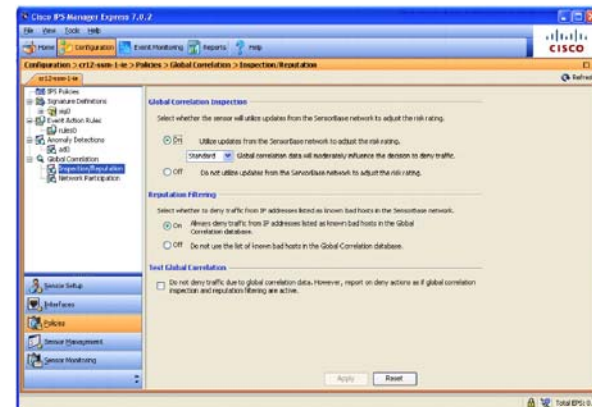 Cisco IPS Manager Express 7.0.2
File View Tools Help
Home Configuration Event Monitoring Reports Help
CISCO
Configuration > cr12-ssm-1-ie > Policies > Global Correlation > Inspection/Reputation
cr12-ssm-1-ie
Refresh
IPS Policies
Signature Definitions
sig0
Event Action Rules
rules0
Anomaly Detections
ad0
Global Correlation
Inspection/Reputation
Network Participation
Global Correlation Inspection
Select whether the sensor will utilize updates from the SensorBase network to adjust the risk rating.
On Utilize updates from the SensorBase network to adjust the risk rating.
Standard Global correlation data will moderately influence the decision to deny traffic.
Off Do not utilize updates from the SensorBase network to adjust the risk rating.
Reputation Filtering
Select whether to deny traffic from IP addresses listed as known bad hosts in the SensorBase network.
On Always deny traffic from IP addresses listed as known bad hosts in the Global
Correlation database.
Off Do not use the list of known bad hosts in the Global Correlation database.
Test Global Correlation
Do not deny traffic due to global correlation data. However, report on deny actions as if global correlation
inspection and reputation filtering are active.
Sensor Setup
Interfaces
Policies
Sensor Management
Sensor Monitoring
Apply Reset
Total EPS: 0.